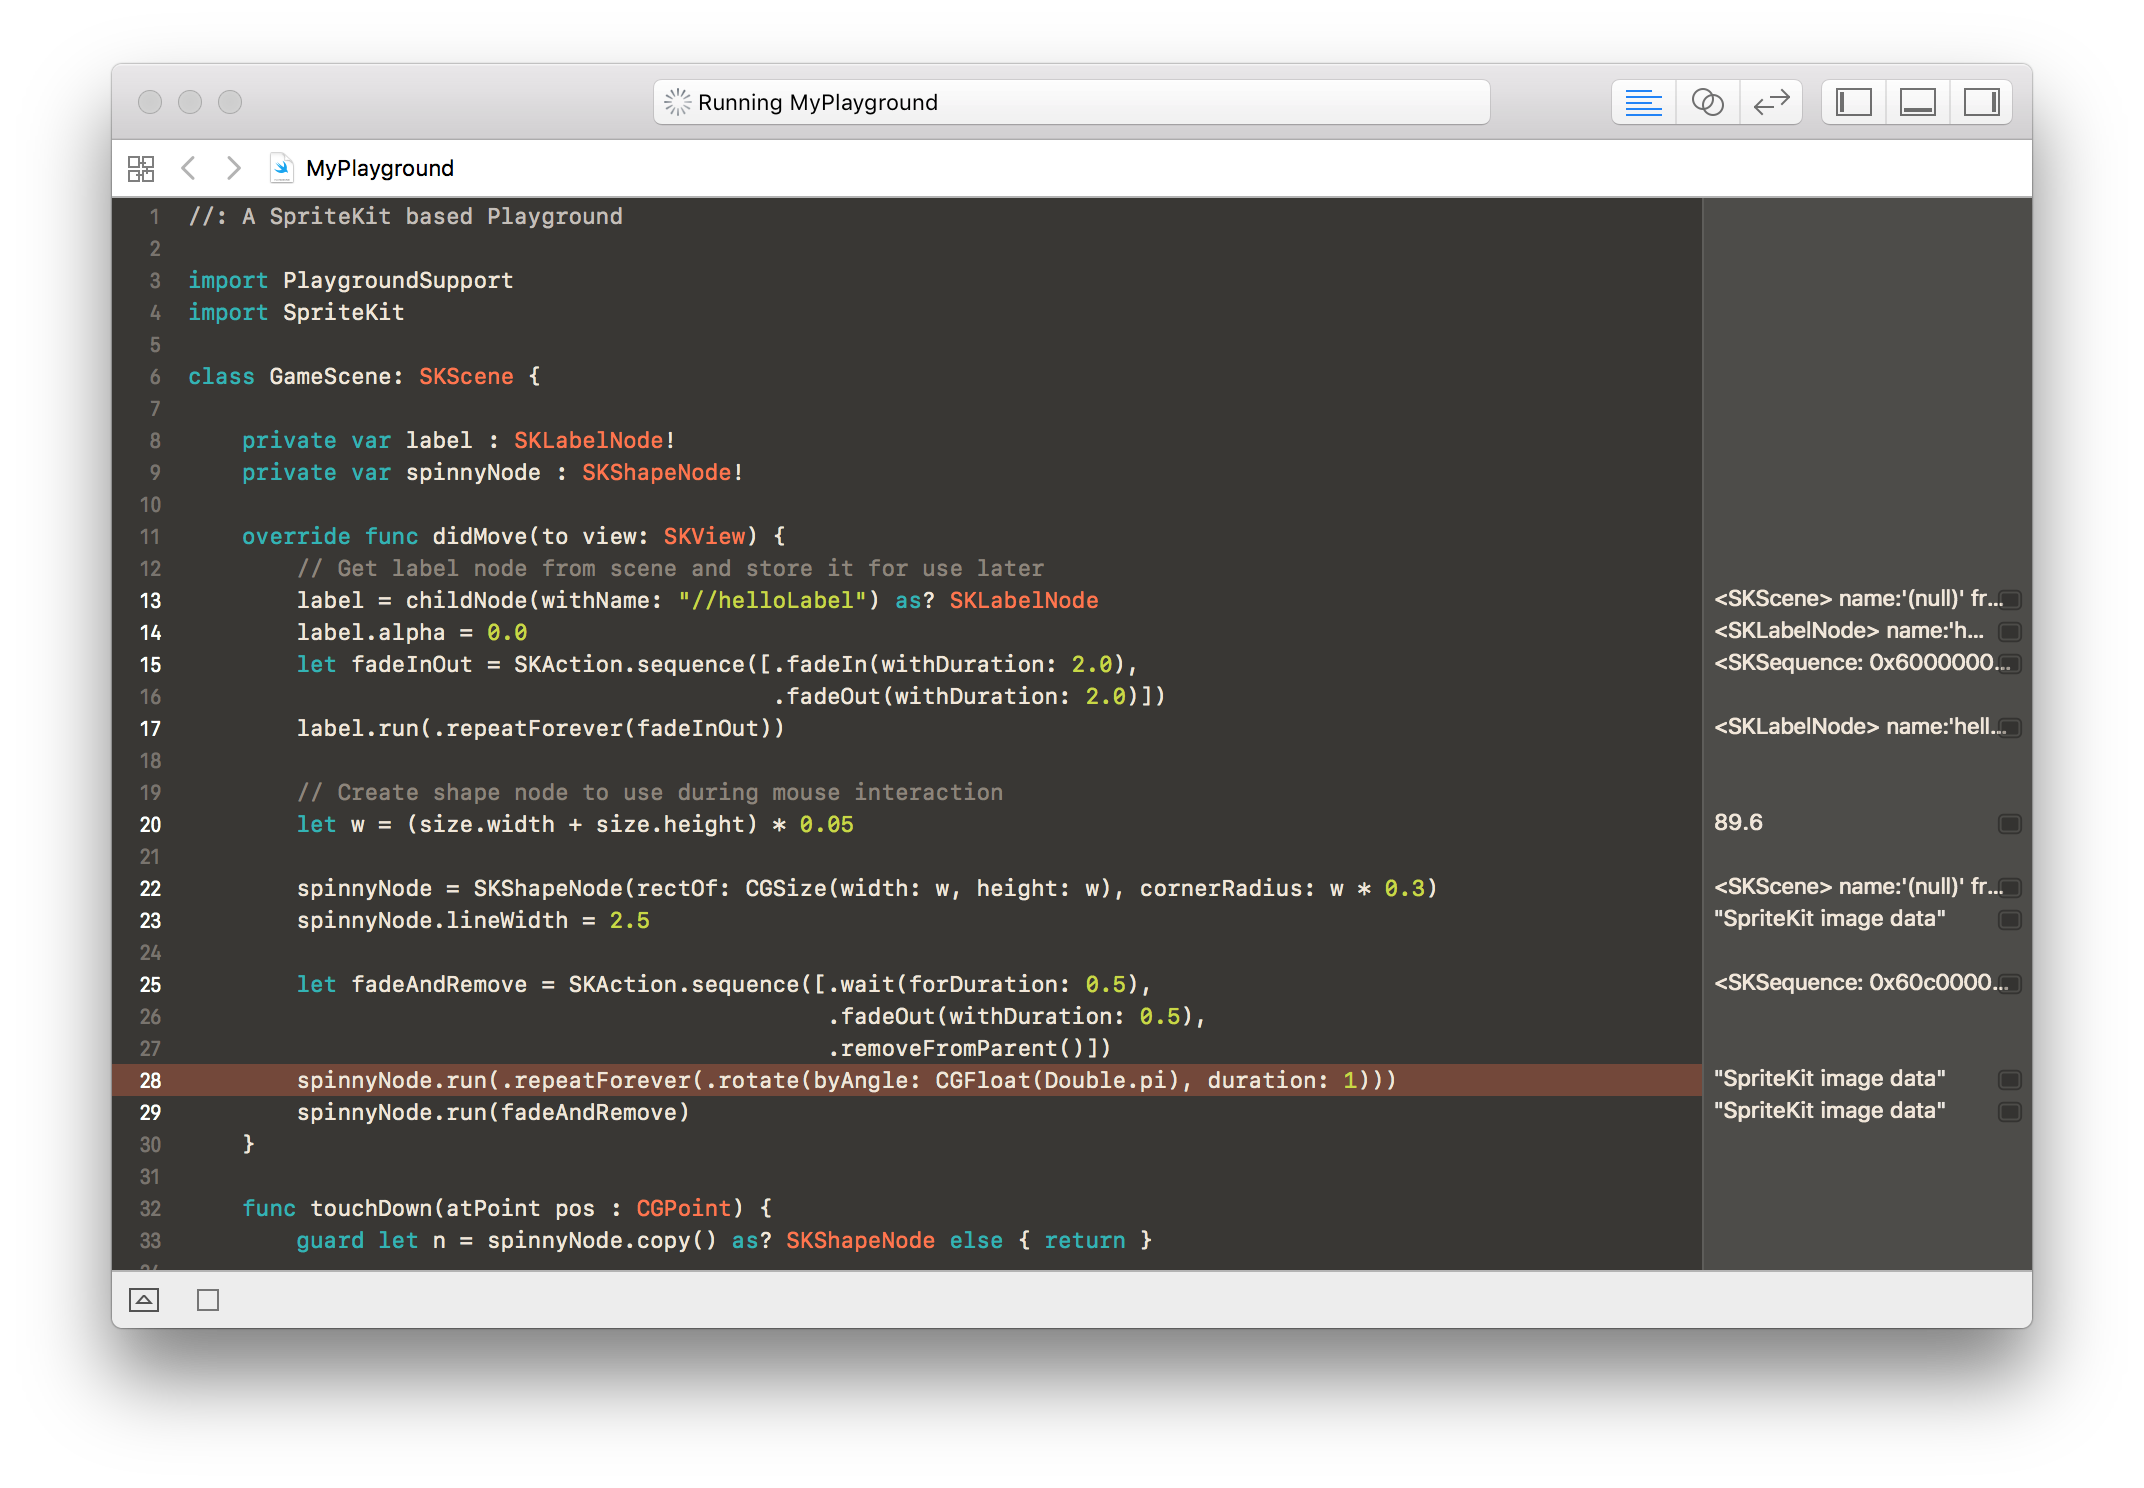 Running MyPlayground
MyPlayground
1 //: A SpriteKit based Playground
2
3 import PlaygroundSupport
4 import SpriteKit
5
6 class GameScene: SKScene {
7
8     private var label : SKLabelNode!
9     private var spinnyNode : SKShapeNode!
10
11     override func didMove(to view: SKView) {
12         // Get label node from scene and store it for use later
13         label = childNode(withName: "//helloLabel") as? SKLabelNode <SKScene> name:'(null)' fr...
14         label.alpha = 0.0 <SKLabelNode> name:'h...
15         let fadeInOut = SKAction.sequence([.fadeIn(withDuration: 2.0), <SKSequence: 0x6000000...
16                                            .fadeOut(withDuration: 2.0)])
17         label.run(.repeatForever(fadeInOut)) <SKLabelNode> name:'hell...
18
19         // Create shape node to use during mouse interaction
20         let w = (size.width + size.height) * 0.05 89.6
21
22         spinnyNode = SKShapeNode(rectOf: CGSize(width: w, height: w), cornerRadius: w * 0.3) <SKScene> name:'(null)' fr...
23         spinnyNode.lineWidth = 2.5 "SpriteKit image data"
24
25         let fadeAndRemove = SKAction.sequence([.wait(forDuration: 0.5), <SKSequence: 0x60c0000...
26                                                .fadeOut(withDuration: 0.5),
27                                                .removeFromParent()])
28         spinnyNode.run(.repeatForever(.rotate(byAngle: CGFloat(Double.pi), duration: 1))) "SpriteKit image data"
29         spinnyNode.run(fadeAndRemove) "SpriteKit image data"
30     }
31
32     func touchDown(atPoint pos : CGPoint) {
33         guard let n = spinnyNode.copy() as? SKShapeNode else { return }